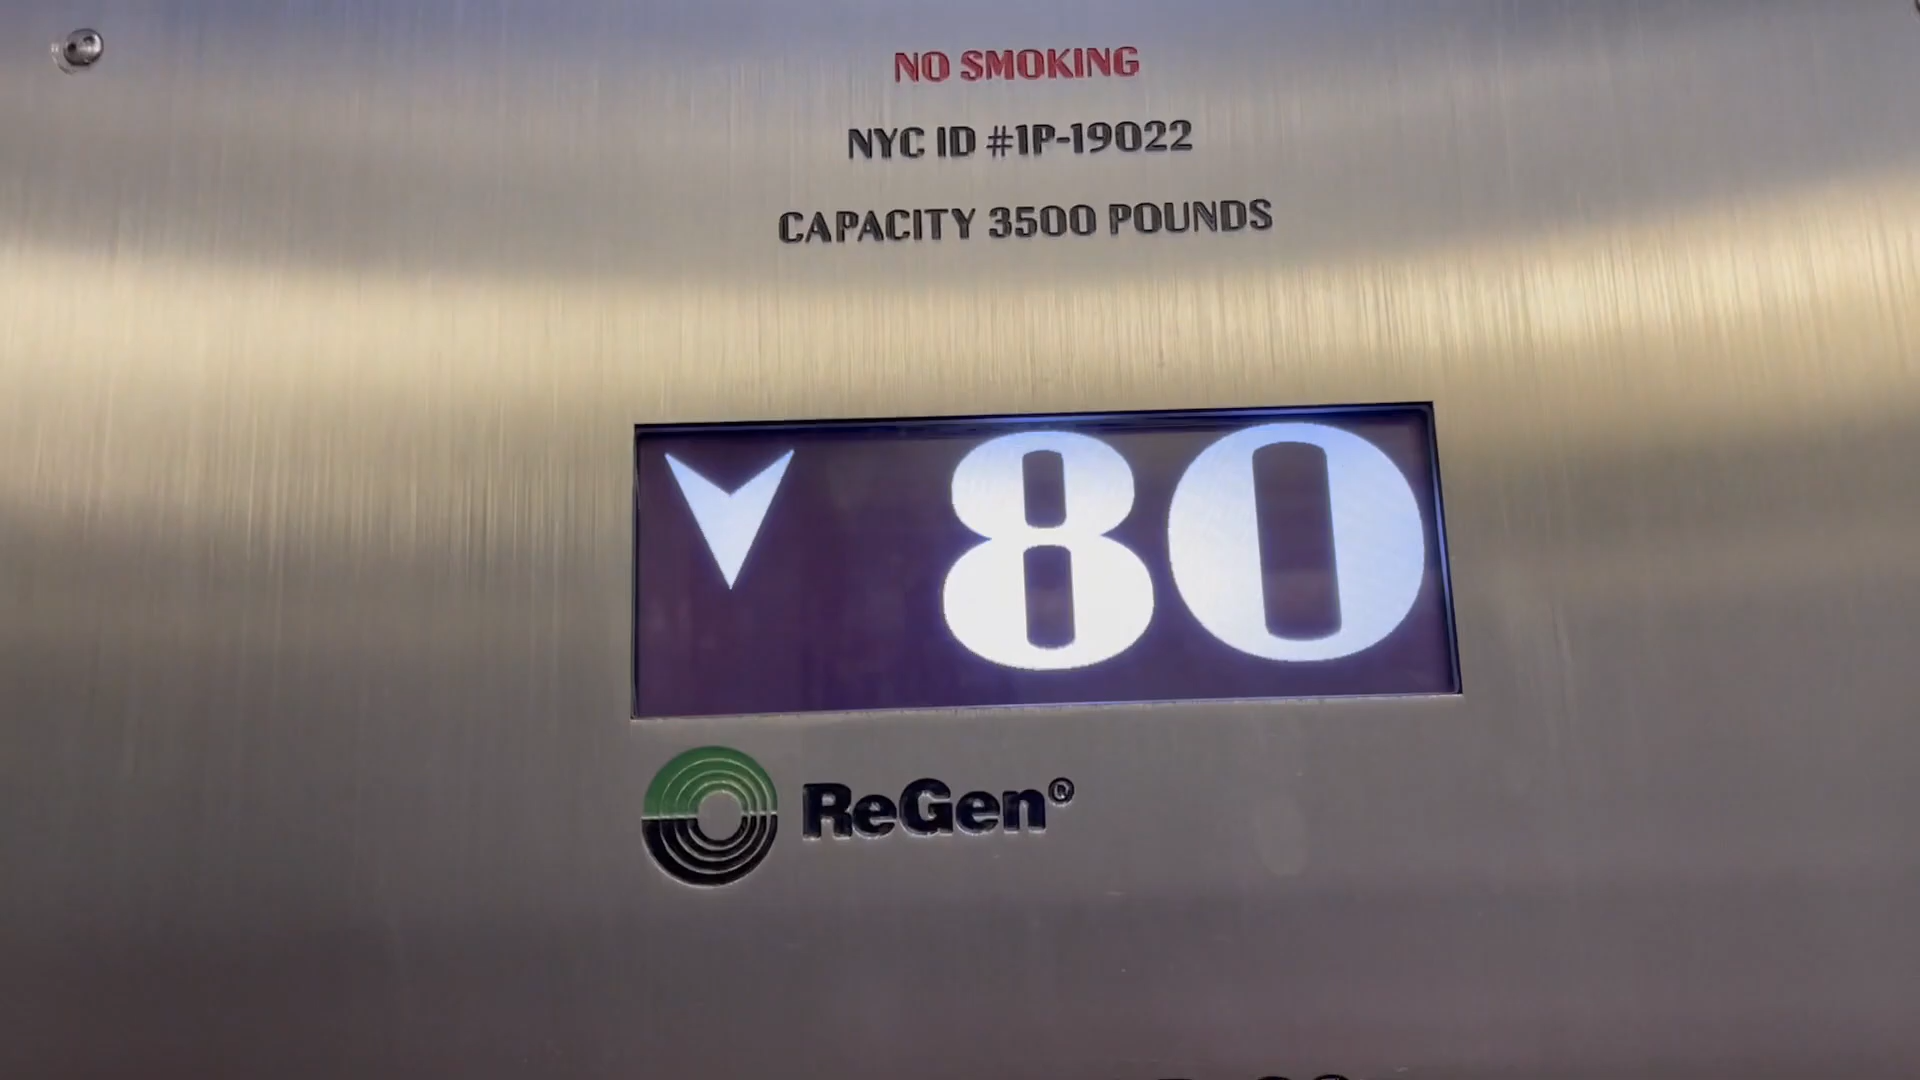 NO SMOKING
NYC ID #1P-19022
CAPACITY 3500 POUNDS
80
ReGen®